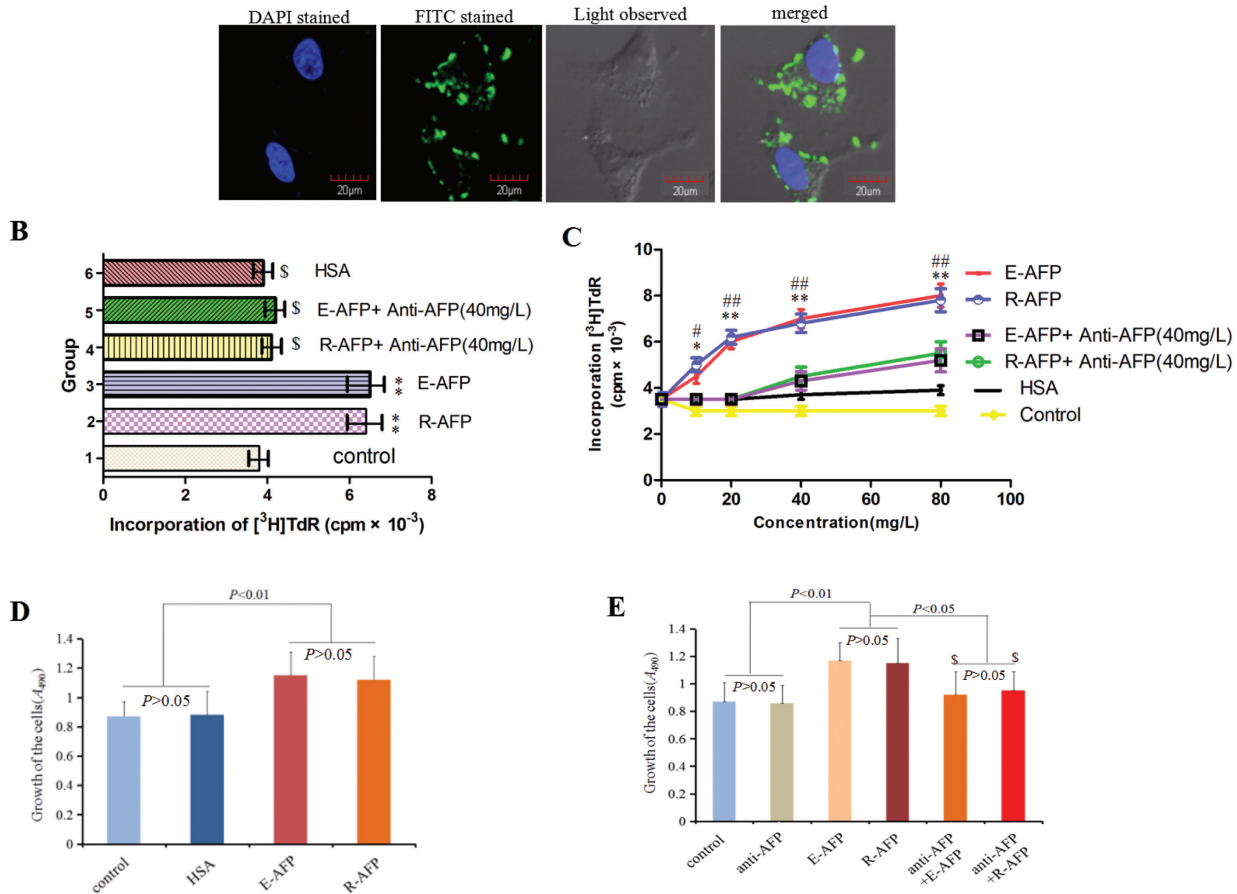 DAPI stained FITC stained Light observed merged
20μm 20μm 20μm 20μm
B
6 $ HSA
5 $ E-AFP+ Anti-AFP(40mg/L)
4 $ R-AFP+ Anti-AFP(40mg/L)
3 ** E-AFP
2 ** R-AFP
1 control
Group
0 2 4 6 8
Incorporation of [³H]TdR (cpm × 10⁻³)
C
Incorporation [³H]TdR
(cpm × 10⁻³)
10
8
6
4
2
0
# *
## **
## **
## **
0 20 40 60 80 100
Concentration(mg/L)
E-AFP
R-AFP
E-AFP+ Anti-AFP(40mg/L)
R-AFP+ Anti-AFP(40mg/L)
HSA
Control
D
P<0.01
P>0.05
P>0.05
Growth of the cells(A₄₉₀)
1.4
1.2
1
0.8
0.6
0.4
0.2
0
control HSA E-AFP R-AFP
E
P<0.01
P<0.05
P>0.05
P>0.05
$ $
P>0.05
Growth of the cells(A₄₉₀)
1.4
1.2
1
0.8
0.6
0.4
0.2
0
control anti-AFP E-AFP R-AFP anti-AFP
+E-AFP anti-AFP
+R-AFP